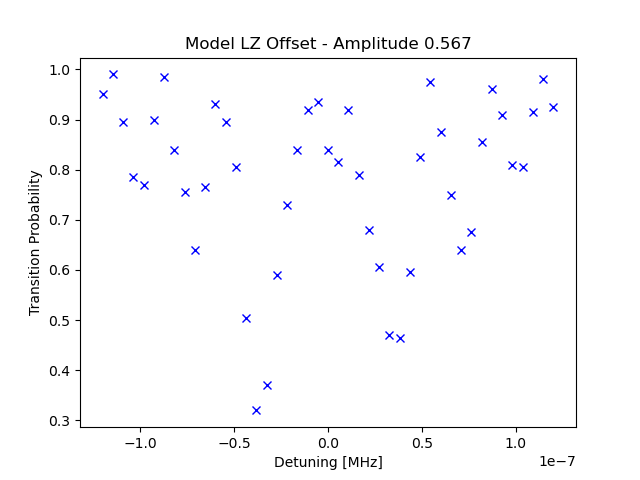 Model LZ Offset - Amplitude 0.567
Transition Probability
1.0
0.9
0.8
0.7
0.6
0.5
0.4
0.3
−1.0 −0.5 0.0 0.5 1.0
1e−7
Detuning [MHz]